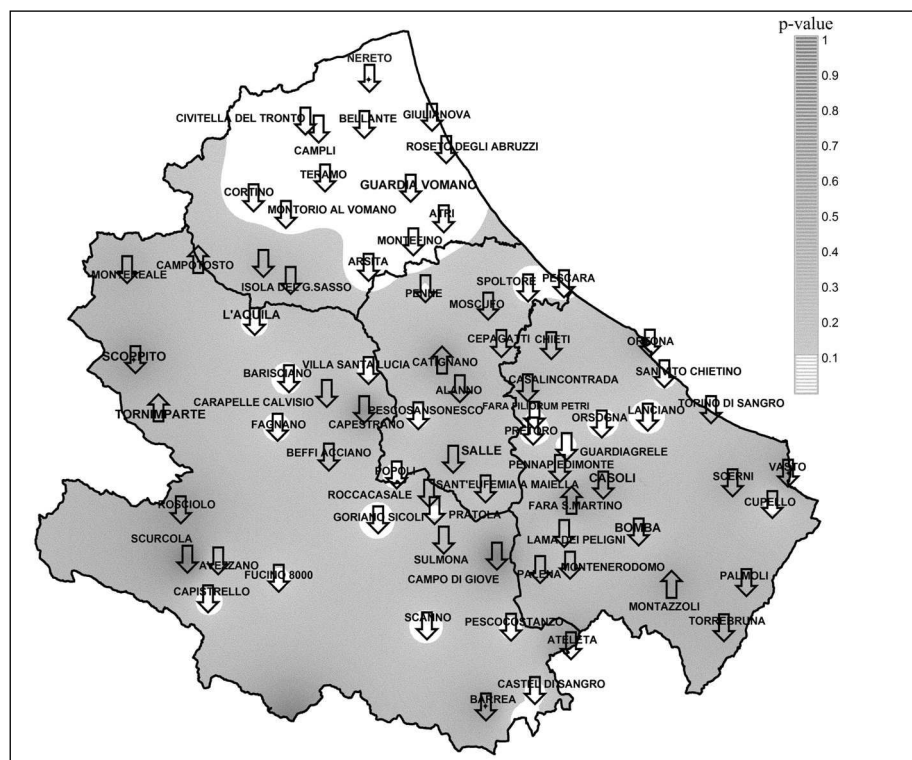 p-value
1
0.9
0.8
0.7
0.6
0.5
0.4
0.3
0.2
0.1
NERETO
CIVITELLA DEL TRONTO
BELLANTE
GIULIANOVA
CAMPLI
ROSETO DEGLI ABRUZZI
TERAMO
GUARDIA VOMANO
CORTINO
MONTORIO AL VOMANO
ATRI
MONTEFINO
ARSITA
MONTEREALE
CAMPOTOSTO
ISOLA DEL G.SASSO
PENNE
SPOLTORE
PESCARA
MOSCUFO
L'AQUILA
CEPAGATTI
CHIETI
ORTONA
SCOPPITO
VILLA SANTA LUCIA
CATIGNANO
BARISCIANO
ALANNO
CASALINCONTRADA
SAN VITO CHIETINO
CARAPELLE CALVISIO
TORNIMPARTE
CAPESTRANO
PESCOSANSONESCO
FARA FILIORUM PETRI
LANCIANO
TORINO DI SANGRO
FAGNANO
PRETORO
ORSOGNA
BEFFI ACCIANO
SALLE
GUARDIAGRELE
POPOLI
PENNAPIEDIMONTE
VASTO
SANT'EUFEMIA A MAIELLA
CASOLI
SCERNI
ROCCACASALE
ROSCIOLO
FARA S.MARTINO
CUPELLO
GORIANO SICOLI
PRATOLA
BOMBA
SCURCOLA
SULMONA
LAMA DEI PELIGNI
AVEZZANO
FUCINO 8000
CAMPO DI GIOVE
PALENA
MONTENERODOMO
PALMOLI
CAPISTRELLO
MONTAZZOLI
SCANNO
PESCOCOSTANZO
TORREBRUNA
ATELETA
CASTEL DI SANGRO
BARREA